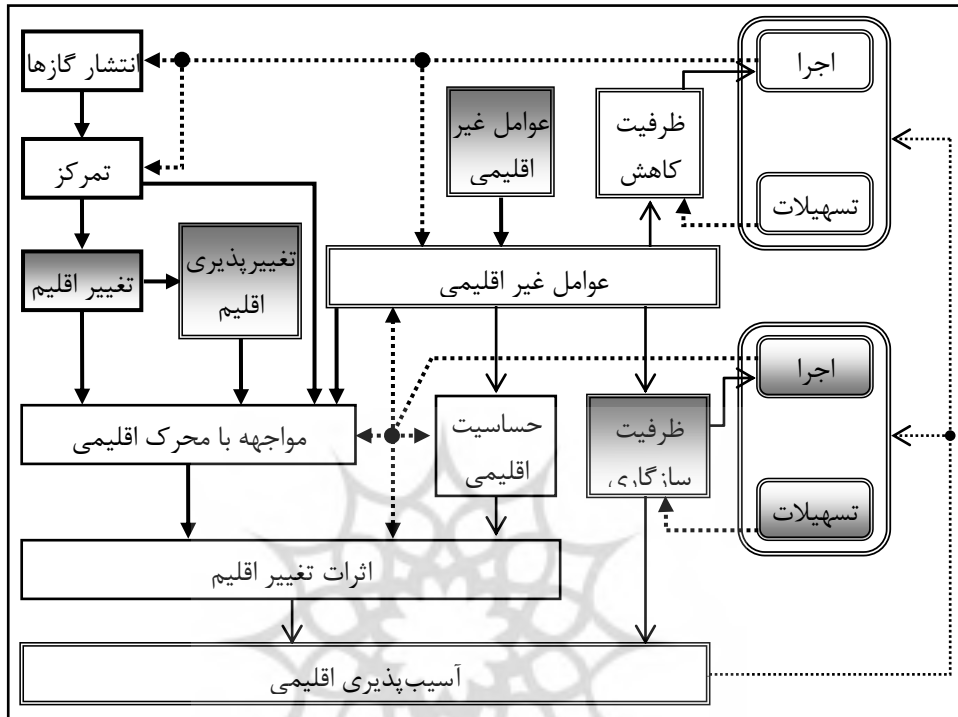 انتشار گازها
اجرا
عوامل غیر
اقلیمی
ظرفیت
کاهش
تمرکز
تسهیلات
تغییر اقلیم
تغییرپذیری
اقلیم
عوامل غیر اقلیمی
اجرا
مواجهه با محرک اقلیمی
حساسیت
اقلیمی
ظرفیت
سازگاری
تسهیلات
اثرات تغییر اقلیم
آسیب‌پذیری اقلیمی